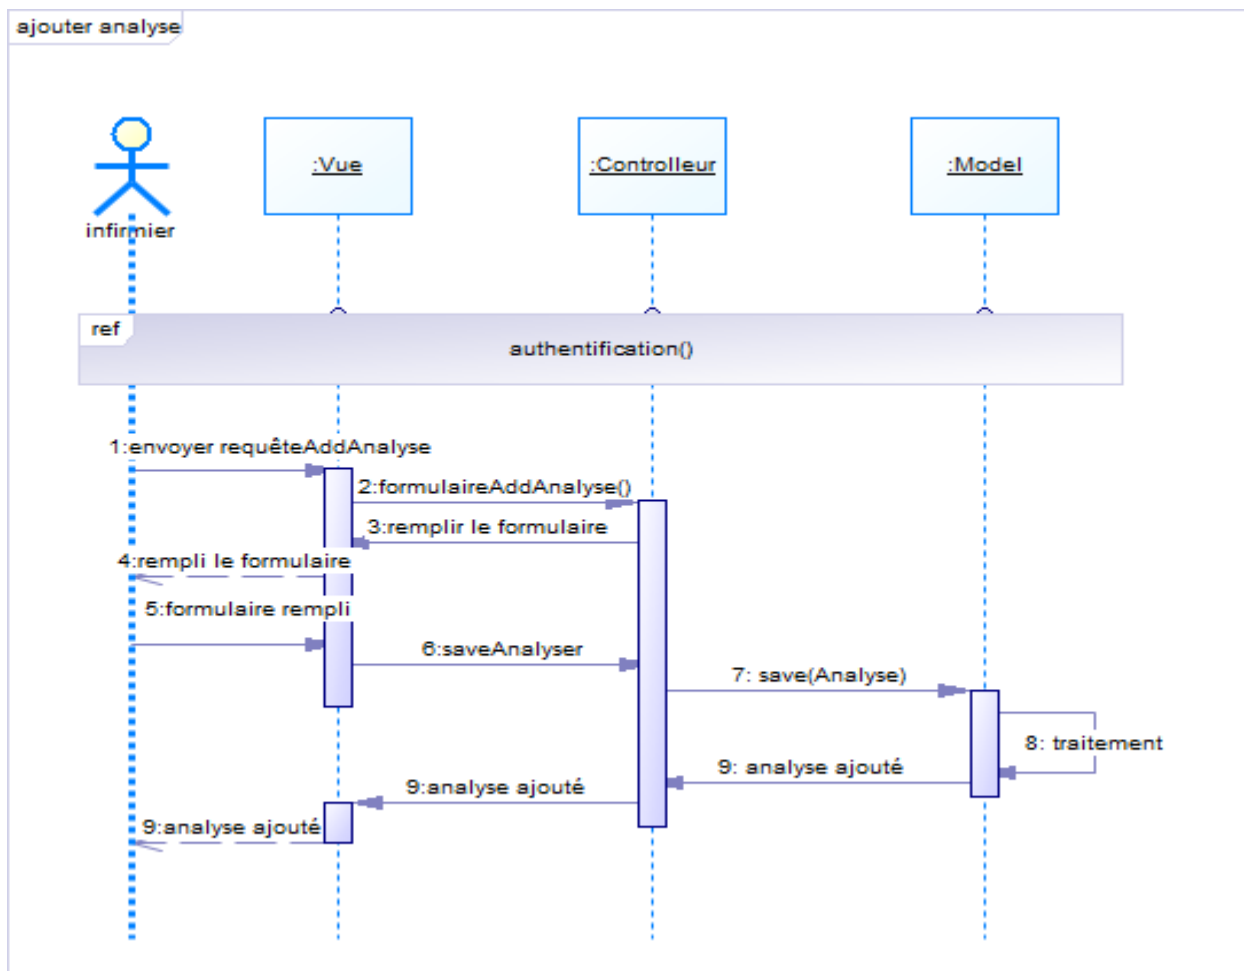 ajouter analyse
:Vue
:Controlleur
:Model
infirmier
ref
authentification()
1:envoyer requêteAddAnalyse
2:formulaireAddAnalyse()
3:remplir le formulaire
4:rempli le formulaire
5:formulaire rempli
6:saveAnalyser
7: save(Analyse)
8: traitement
9: analyse ajouté
9:analyse ajouté
9:analyse ajouté